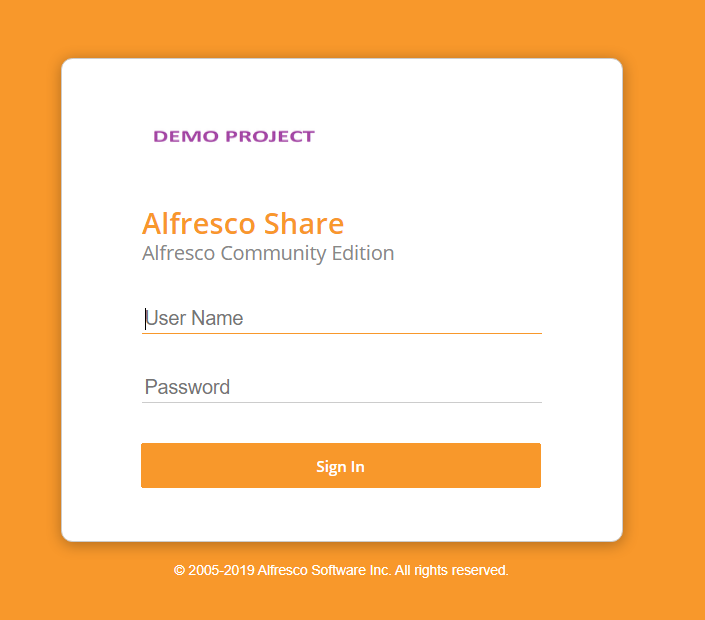 DEMO PROJECT
Alfresco Share
Alfresco Community Edition
User Name
Password
Sign In
© 2005-2019 Alfresco Software Inc. All rights reserved.